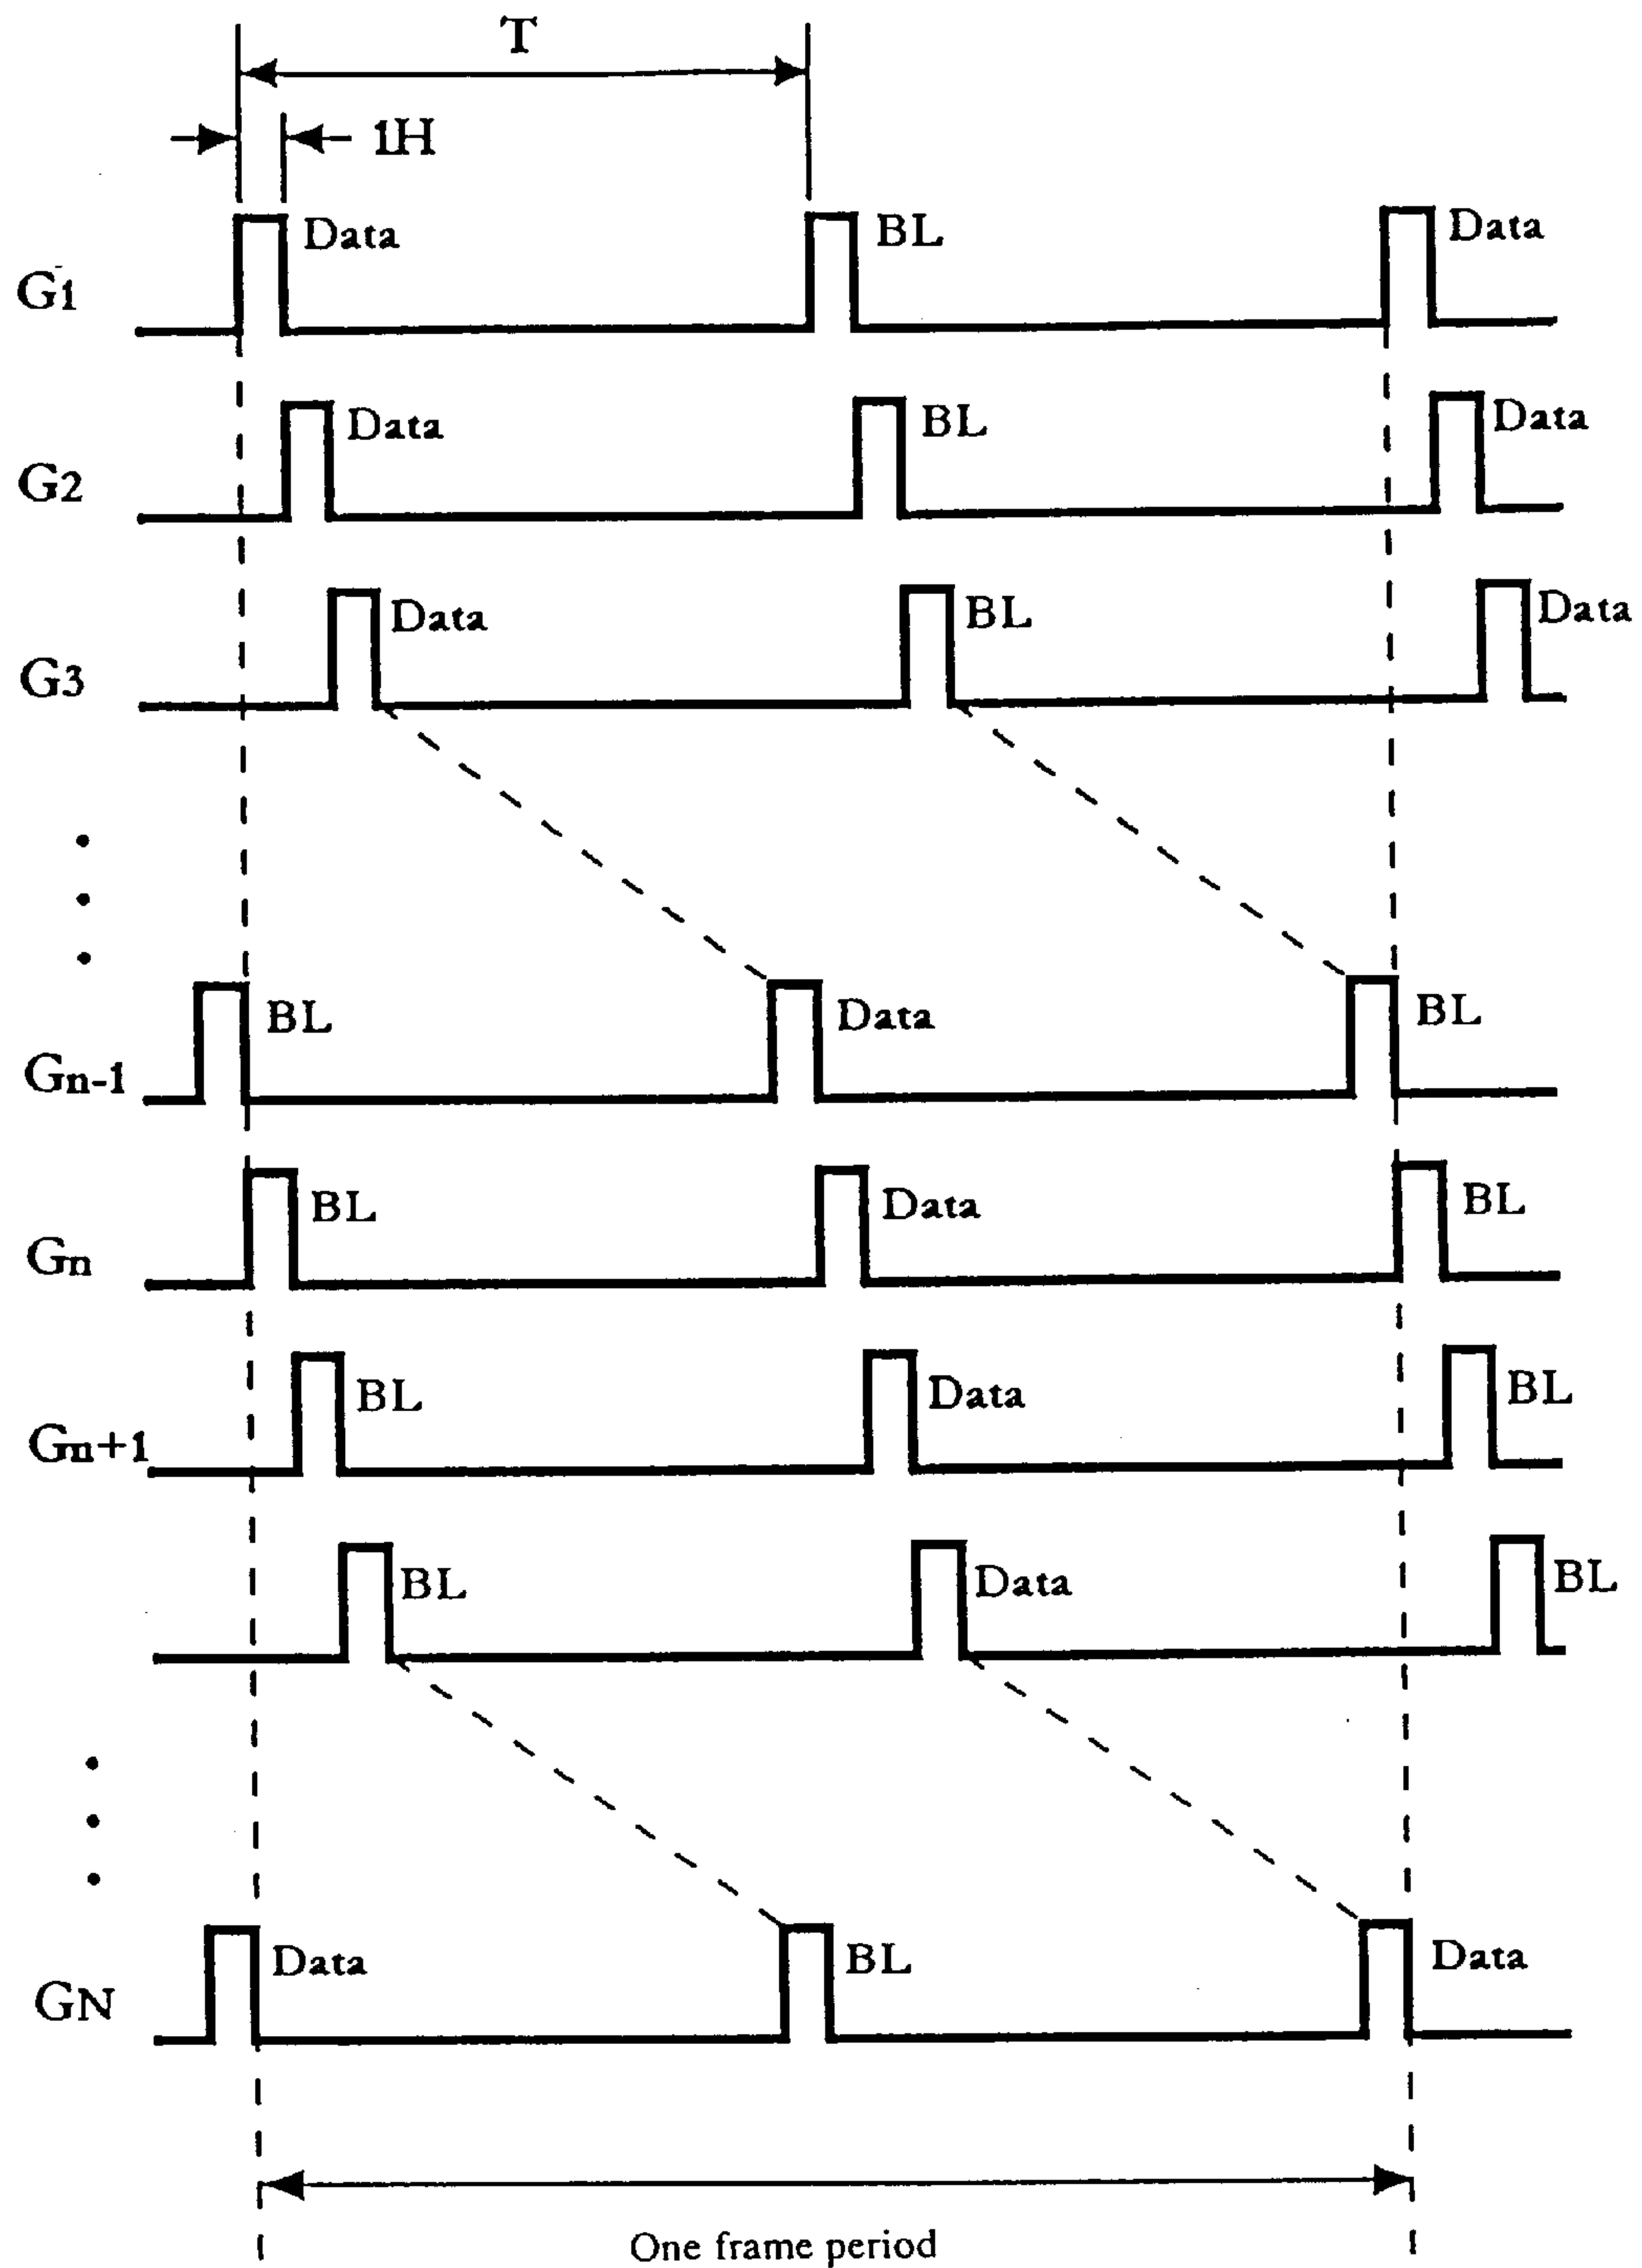 T
1H
Data BL Data
G1
Data BL Data
G2
Data BL Data
G3
BL Data BL
Gn-1
BL Data BL
Gn
BL Data BL
Gn+1
BL Data BL
Data BL Data
GN
One frame period